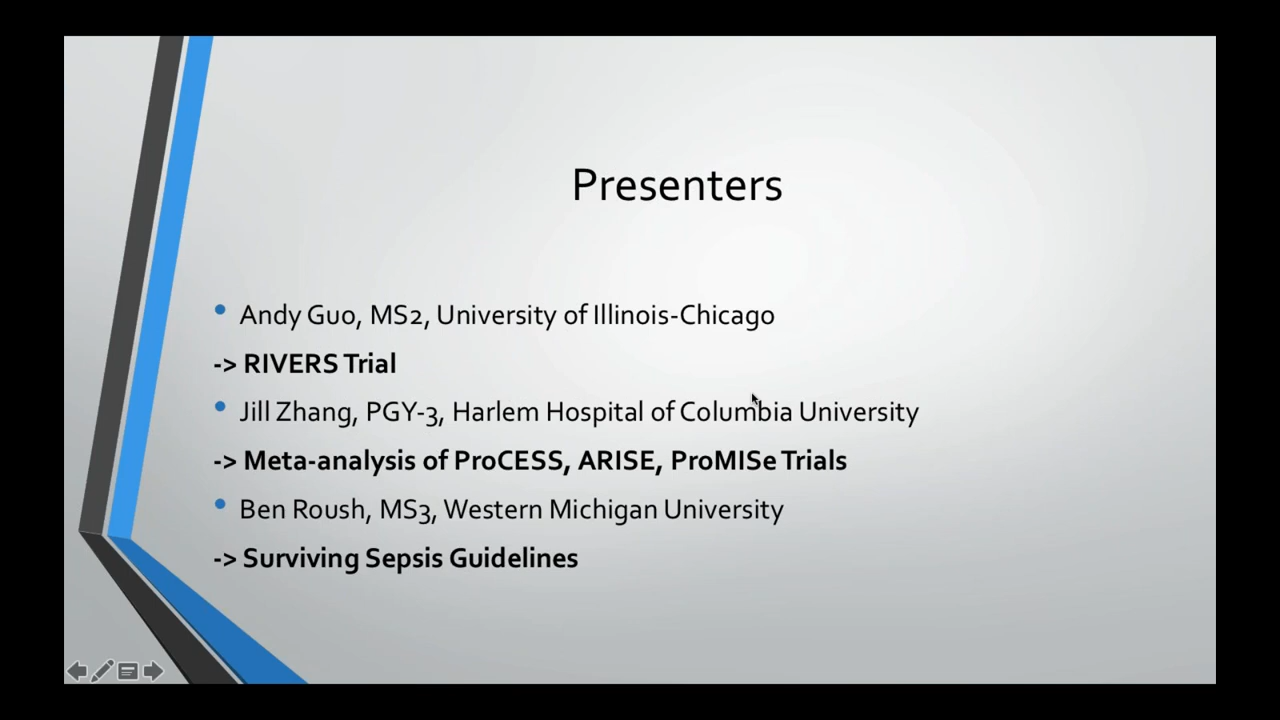 Presenters
• Andy Guo, MS2, University of Illinois-Chicago
-> RIVERS Trial
• Jill Zhang, PGY-3, Harlem Hospital of Columbia University
-> Meta-analysis of ProCESS, ARISE, ProMISe Trials
• Ben Roush, MS3, Western Michigan University
-> Surviving Sepsis Guidelines